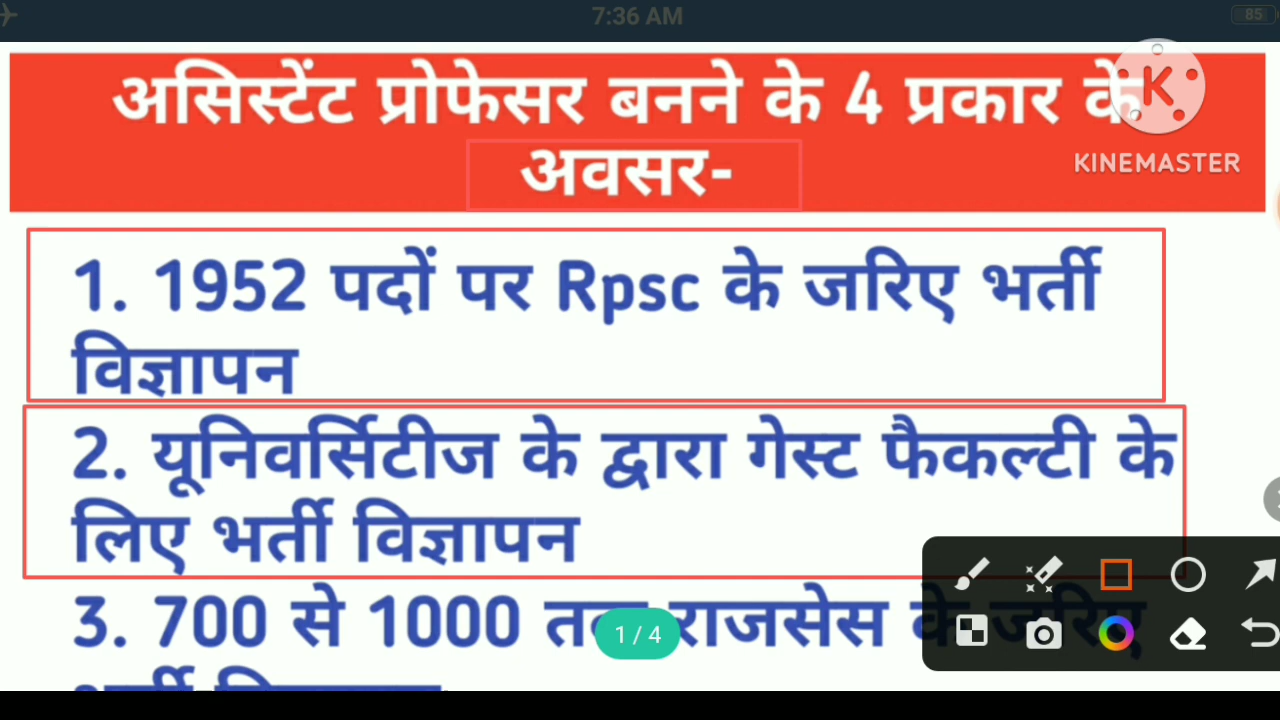 7:36 AM
85
असिस्टेंट प्रोफेसर बनने के 4 प्रकार के
अवसर-
KINEMASTER
1. 1952 पदों पर Rpsc के जरिए भर्ती
विज्ञापन
2. यूनिवर्सिटीज के द्वारा गेस्ट फैकल्टी के
लिए भर्ती विज्ञापन
3. 700 से 1000 राजसेस के जरिए
1 / 4